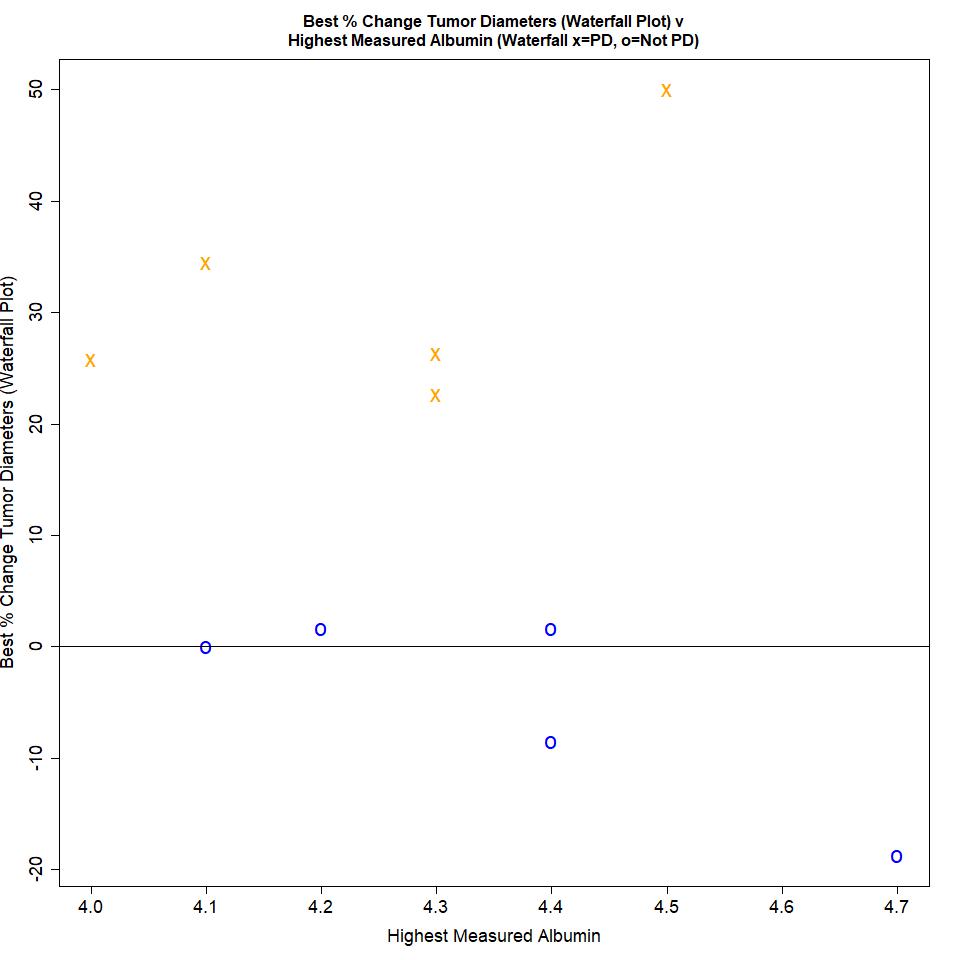 Best % Change Tumor Diameters (Waterfall Plot) v
Highest Measured Albumin (Waterfall x=PD, o=Not PD)
Best % Change Tumor Diameters (Waterfall Plot)
50
40
30
20
10
0
-10
-20
X
X
X
X
X
O
O
O
O
O
4.0 4.1 4.2 4.3 4.4 4.5 4.6 4.7
Highest Measured Albumin